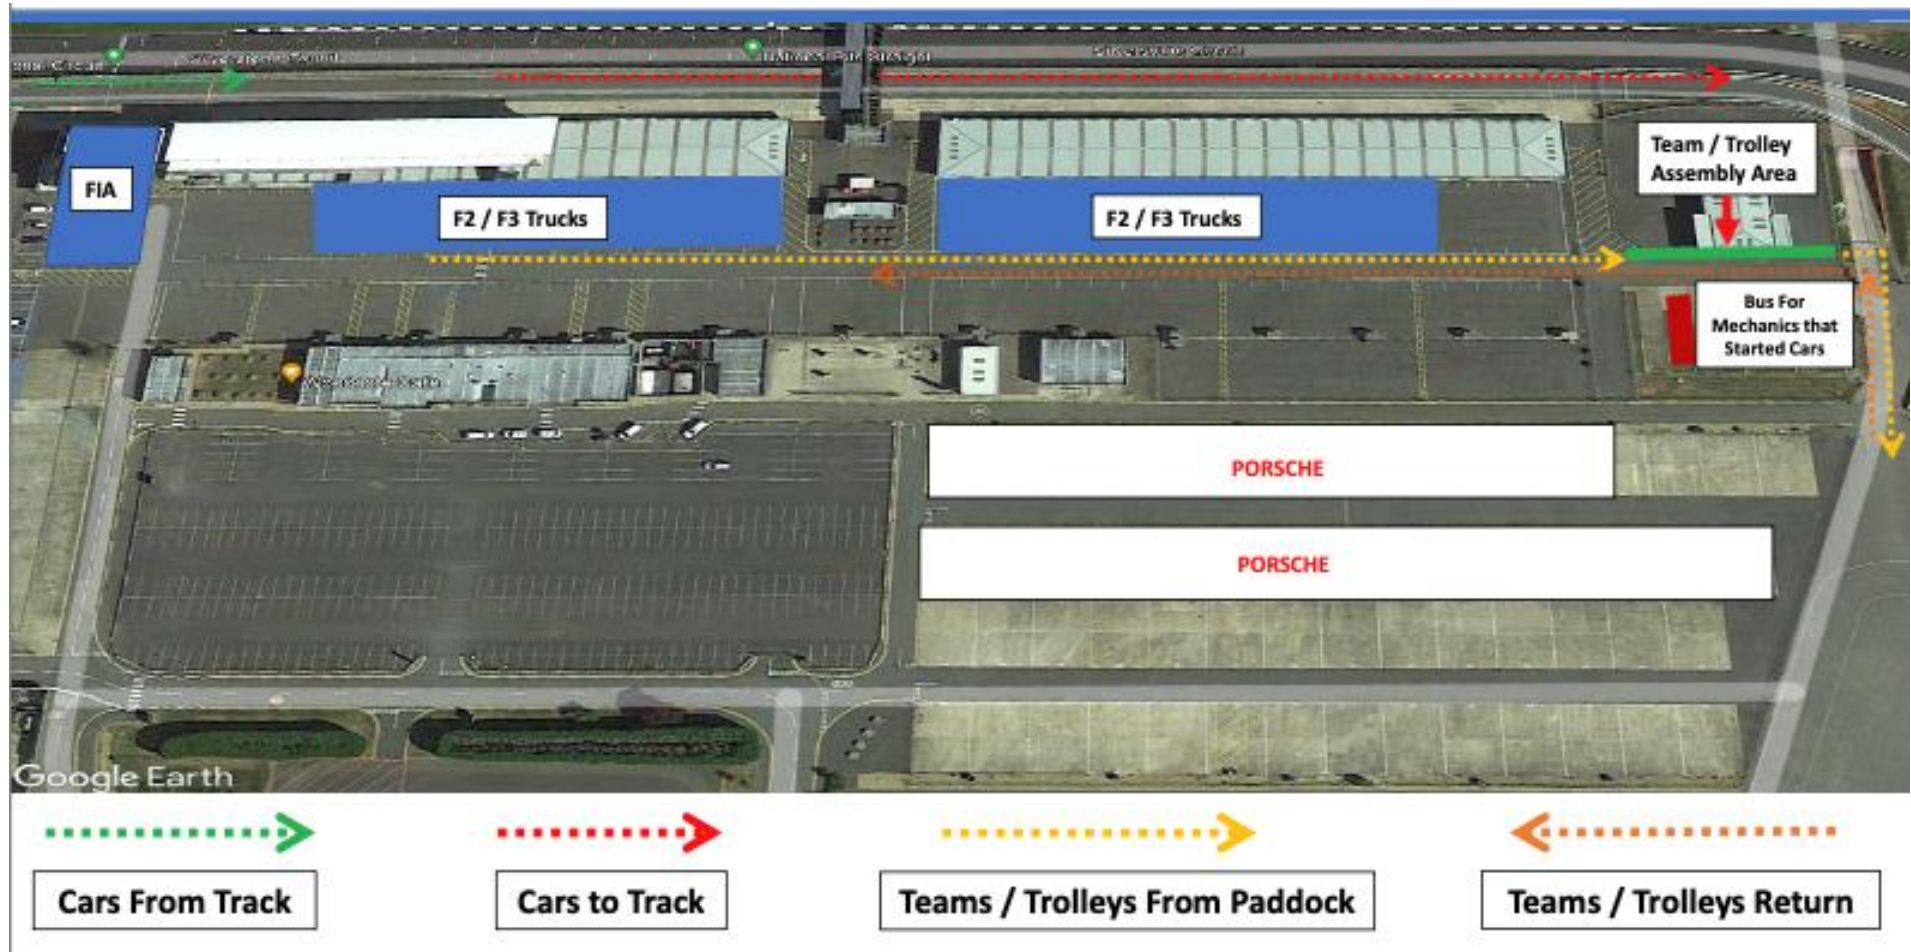 FIA
F2 / F3 Trucks
F2 / F3 Trucks
Team / Trolley
Assembly Area
Bus For
Mechanics that
Started Cars
PORSCHE
PORSCHE
Google Earth
Cars From Track
Cars to Track
Teams / Trolleys From Paddock
Teams / Trolleys Return